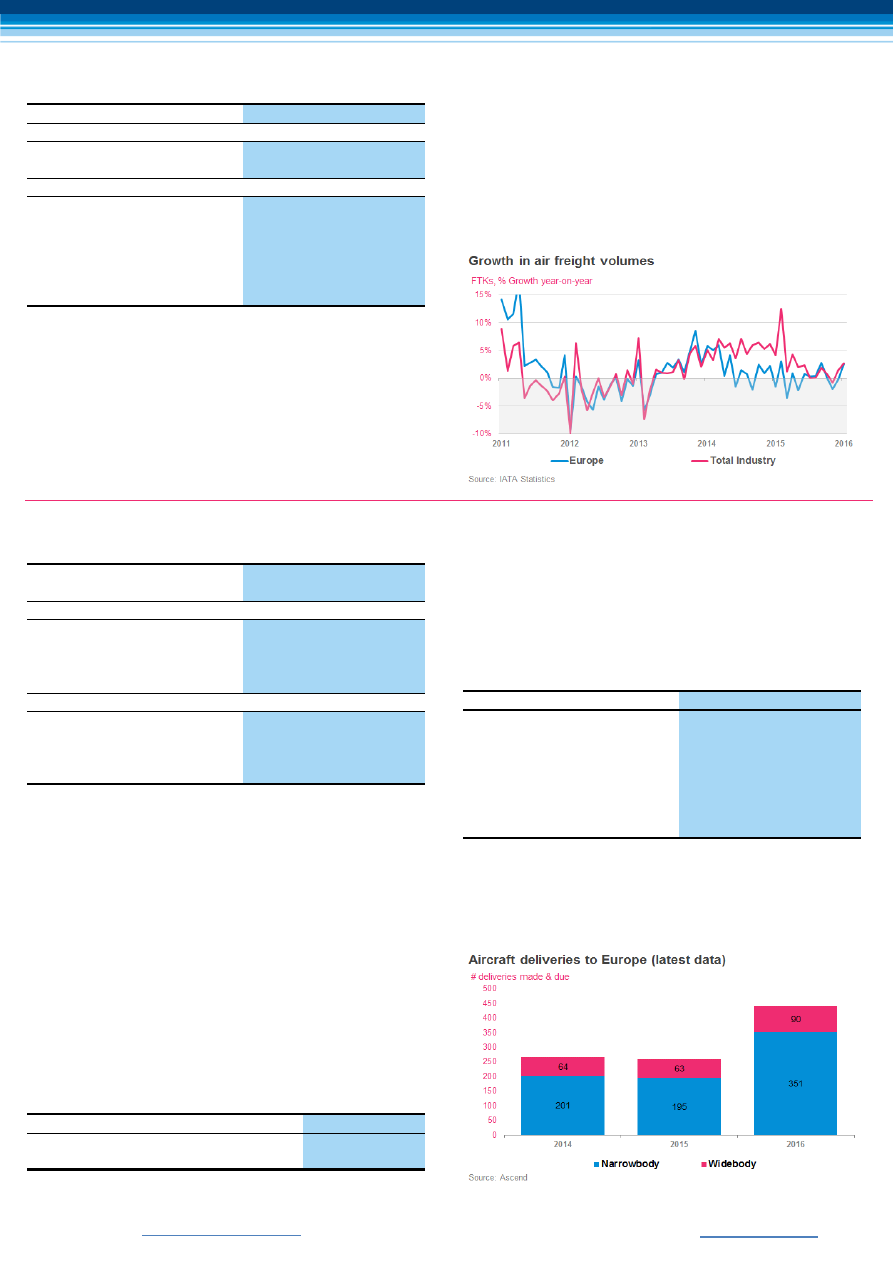 Growth in air freight volumes
FTKs, % Growth year-on-year
15%
10%
5%
0%
-5%
-10%
2011 2012 2013 2014 2015 2016
Europe Total Industry
Source: IATA Statistics
Aircraft deliveries to Europe (latest data)
# deliveries made & due
500
450
400
350
300
250
200
150
100
50
0
64 63 90
201 195 351
2014 2015 2016
Narrowbody Widebody
Source: Ascend